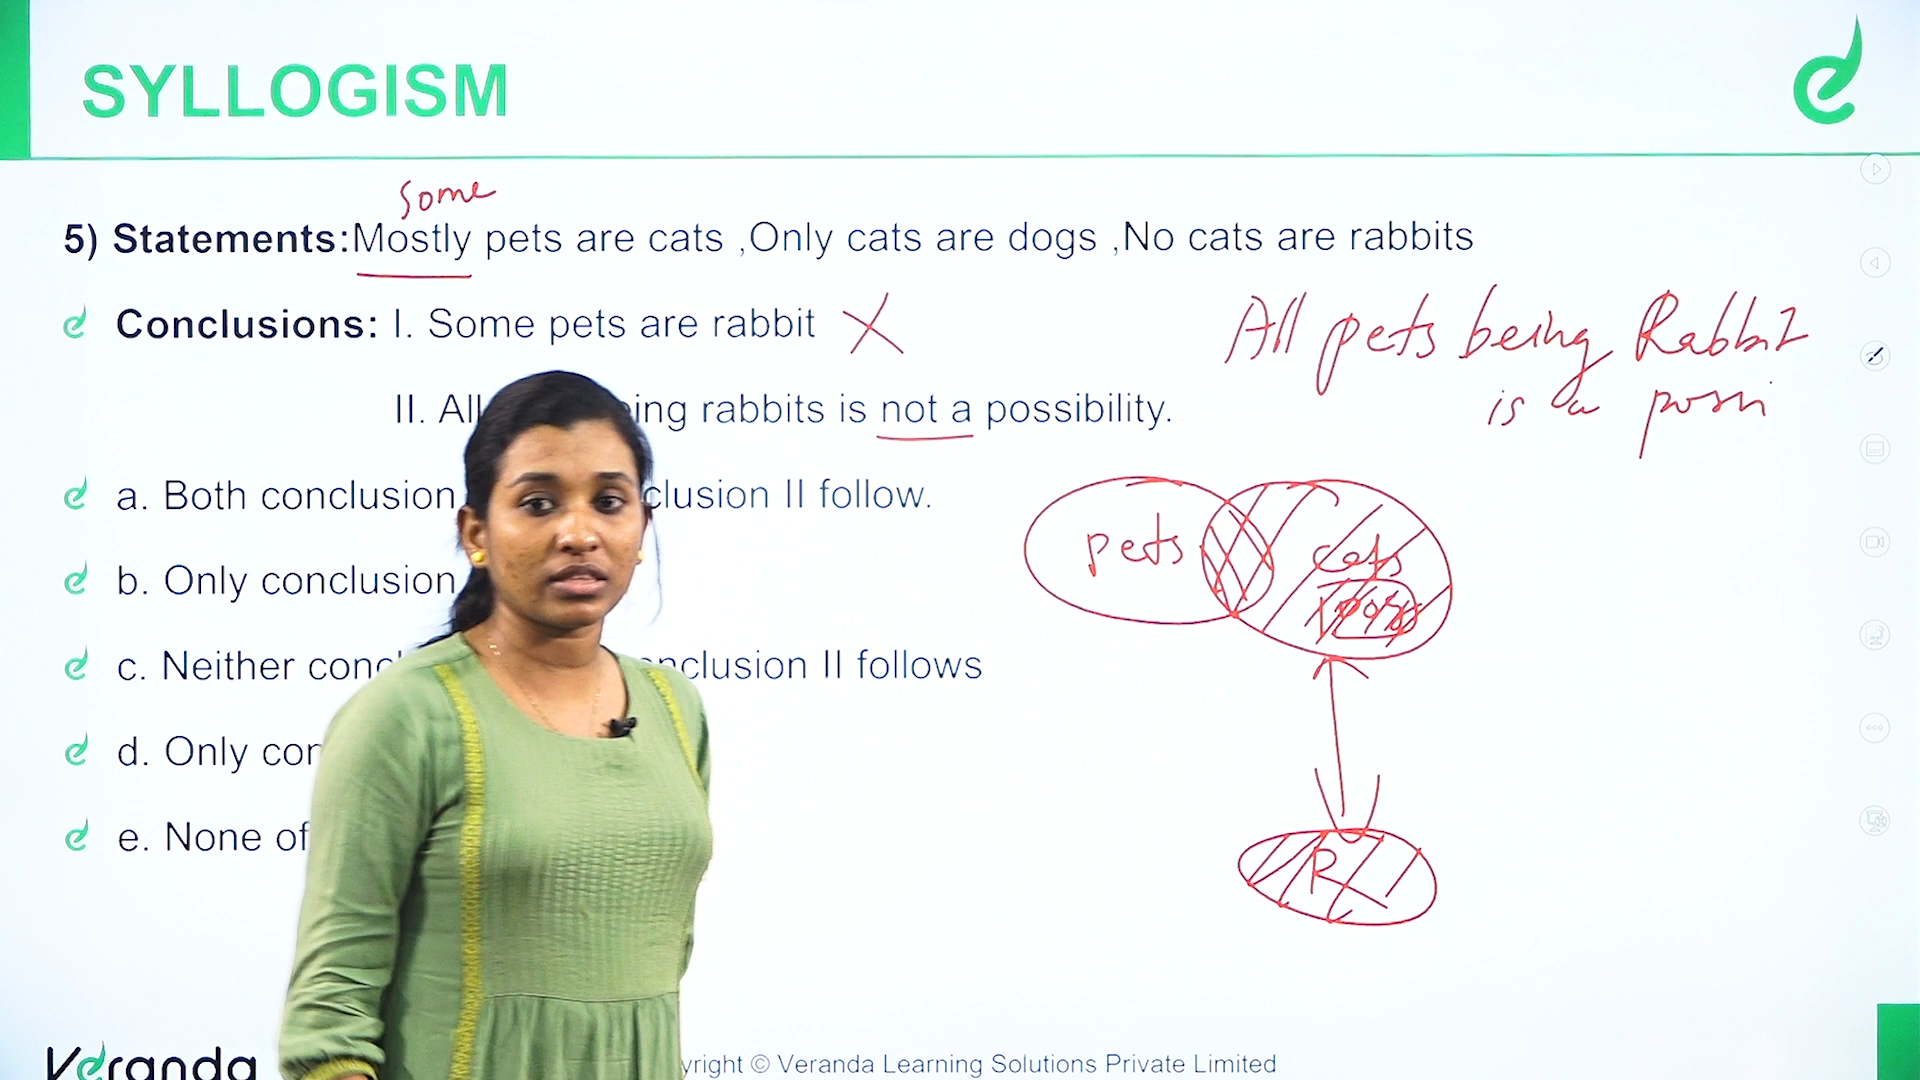 SYLLOGISM
some
5) Statements:Mostly pets are cats ,Only cats are dogs ,No cats are rabbits
Conclusions: I. Some pets are rabbit X
All pets being Rabbit
II. All ing rabbits is not a possibility.
is a possi
a. Both conclusion clusion II follow.
pets cats
b. Only conclusion
c. Neither conc nclusion II follows
d. Only con
R
e. None of
Veranda yright © Veranda Learning Solutions Private Limited